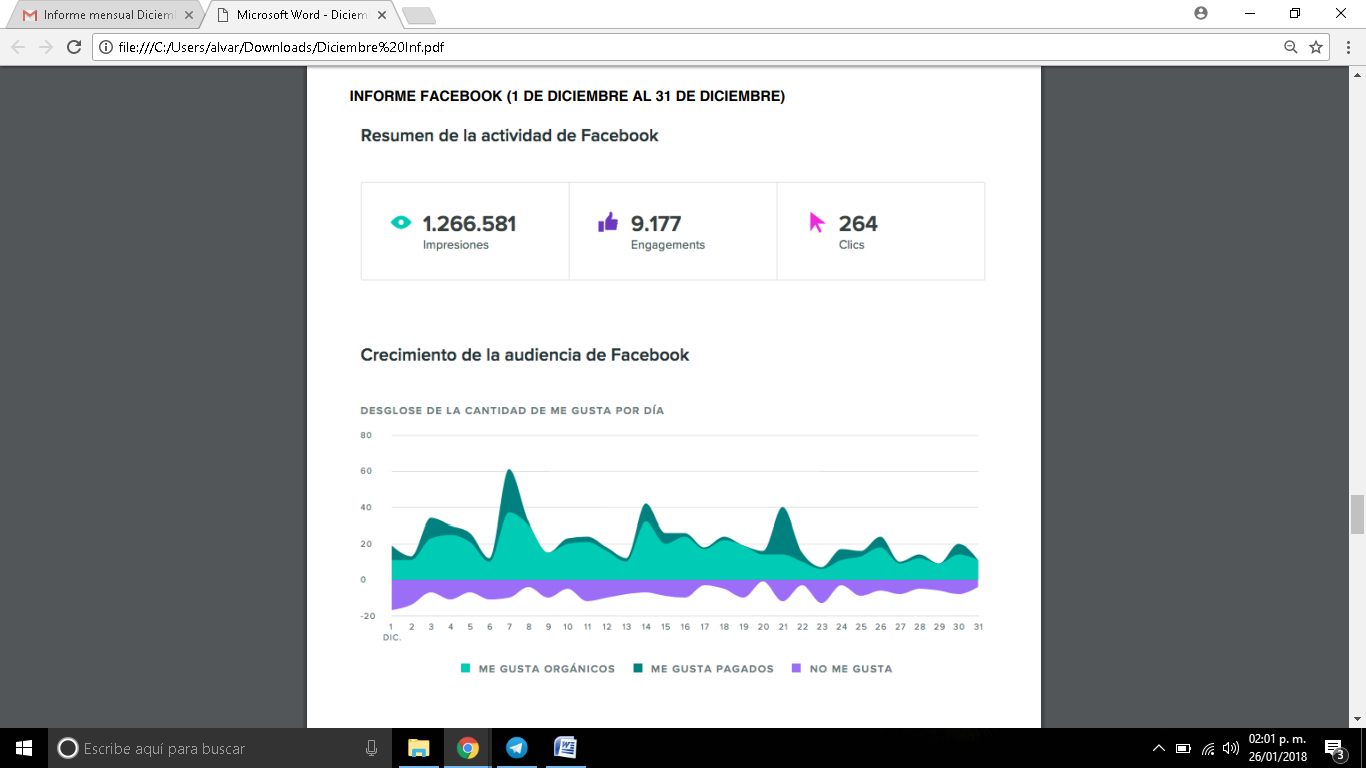 Informe mensual Diciem
Microsoft Word - Diciem
file:///C:/Users/alvar/Downloads/Diciembre%20Inf.pdf
INFORME FACEBOOK (1 DE DICIEMBRE AL 31 DE DICIEMBRE)
Resumen de la actividad de Facebook
1.266.581 9.177 264
Impresiones Engagements Clics
Crecimiento de la audiencia de Facebook
DESGLOSE DE LA CANTIDAD DE ME GUSTA POR DÍA
80
60
40
20
0
-20
1 2 3 4 5 6 7 8 9 10 11 12 13 14 15 16 17 18 19 20 21 22 23 24 25 26 27 28 29 30 31
DIC.
ME GUSTA ORGÁNICOS ME GUSTA PAGADOS NO ME GUSTA
Escribe aquí para buscar
02:01 p. m.
26/01/2018
3